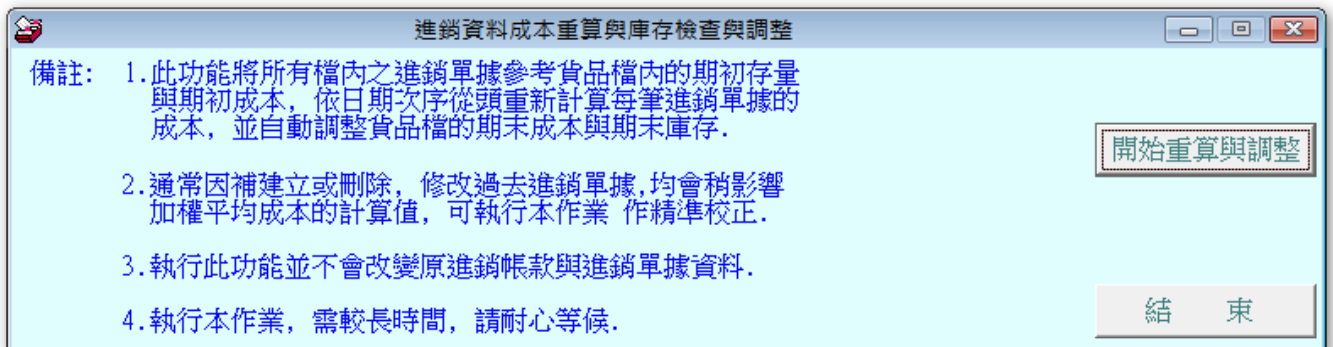 進銷資料成本重算與庫存檢查與調整
備註: 1.此功能將所有檔內之進銷單據參考貨品檔內的期初存量
與期初成本, 依日期次序從頭重新計算每筆進銷單據的
成本, 並自動調整貨品檔的期末成本與期末庫存.
開始重算與調整
2.通常因補建立或刪除, 修改過去進銷單據,均會稍影響
加權平均成本的計算值, 可執行本作業 作精準校正.
3.執行此功能並不會改變原進銷帳款與進銷單據資料.
4.執行本作業, 需較長時間, 請耐心等候.
結 束